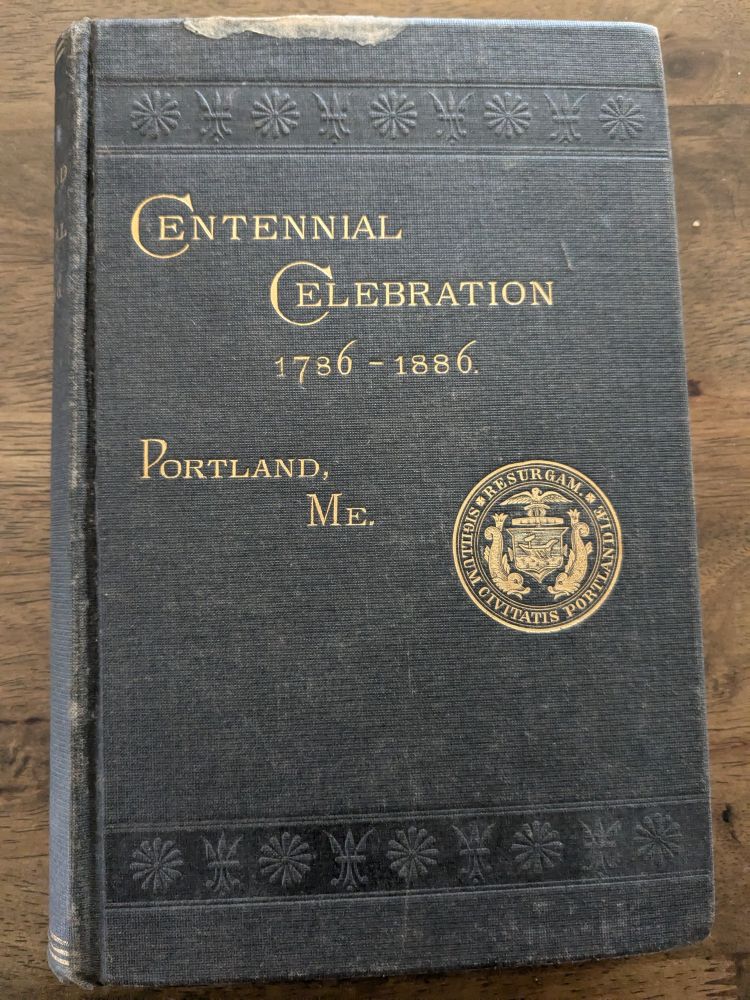 CENTENNIAL
CELEBRATION
1786 – 1886.
PORTLAND,
ME.
* RESURGAM. *
SIGILLUM CIVITATIS PORTLANDIÆ